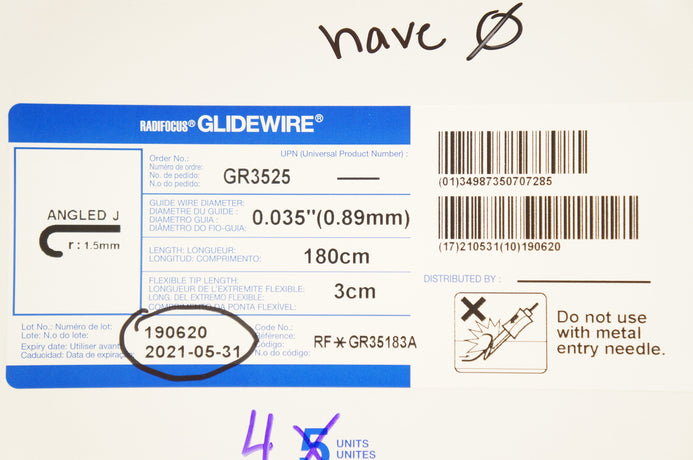 have Ø
RADIFOCUS® GLIDEWIRE®
Order No.:
Numéro de ordre:
No. de pedido:
N.o do pedido:
GR3525
UPN (Universal Product Number) :
ANGLED J
r : 1.5mm
GUIDE WIRE DIAMETER:
DIAMETRE DU GUIDE :
DIAMETRO GUIA :
DIÂMETRO DO FIO-GUIA:
0.035"(0.89mm)
LENGTH: LONGUEUR:
LONGITUD: COMPRIMENTO:
180cm
FLEXIBLE TIP LENGTH:
LONGUEUR DE L'EXTREMITE FLEXIBLE:
LONG. DEL EXTREMO FLEXIBLE:
COMPRIMENTO DA PONTA FLEXÍVEL:
3cm
Lot No.: Numéro de lot:
Lote: N.o do lote:
Expiry date: Utiliser avant
Caducidad: Data de expiração
190620
2021-05-31
Code No.:
Référence:
Código:
N.o do código:
RF*GR35183A
(01)34987350707285
(17)210531(10)190620
DISTRIBUTED BY :
Do not use
with metal
entry needle.
4 5 UNITS
UNITES